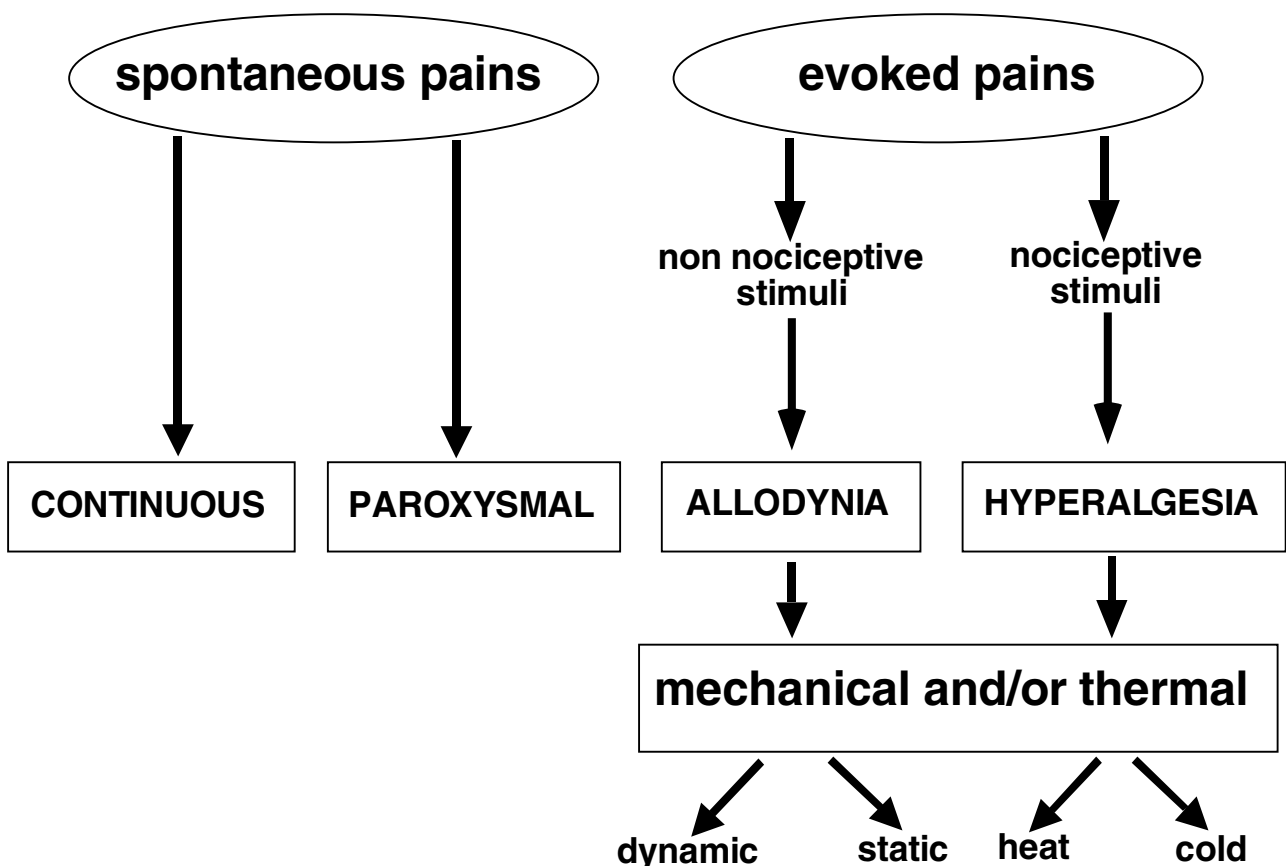 spontaneous pains
evoked pains
non nociceptive
stimuli
nociceptive
stimuli
CONTINUOUS
PAROXYSMAL
ALLODYNIA
HYPERALGESIA
mechanical and/or thermal
dynamic
static
heat
cold